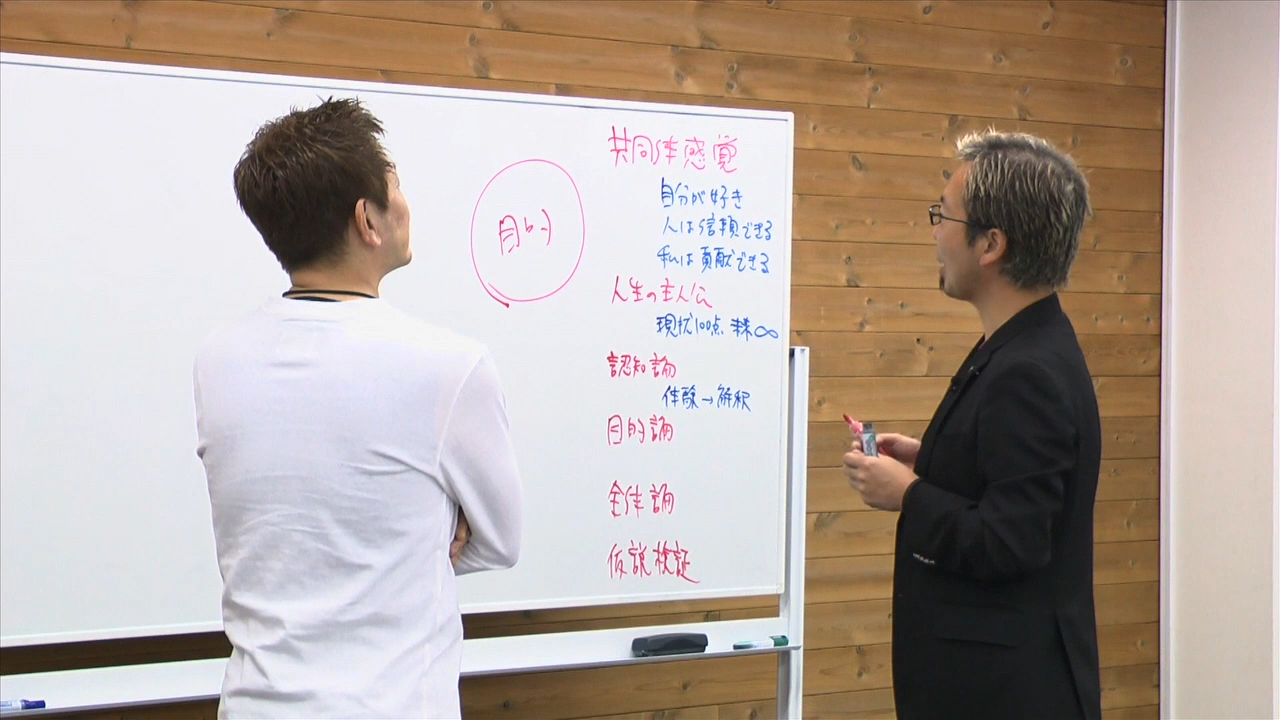 目的
共同体感覚
自分が好き
人は信頼できる
私は貢献できる
人生の主人公
現状100点 未来∞
認知論
体験→解釈
目的論
全体論
仮説検証